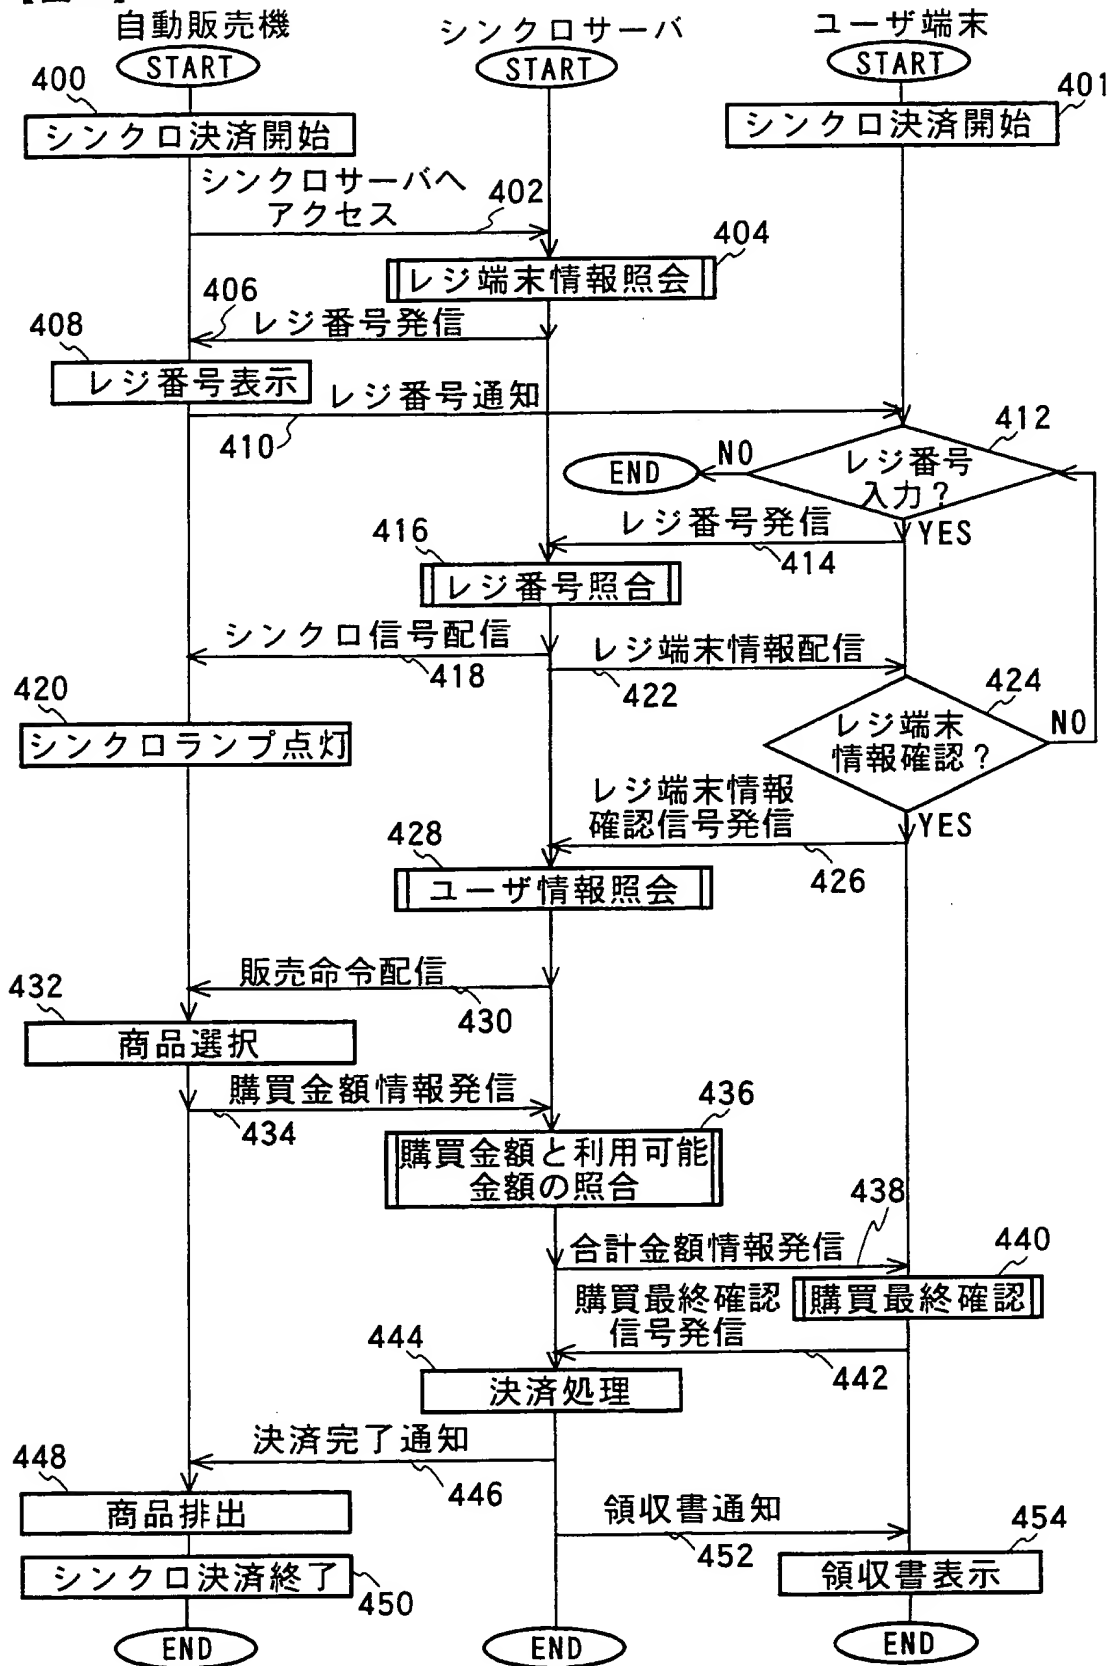 自動販売機
シンクロサーバ
ユーザ端末
START
START
START
400
401
シンクロ決済開始
シンクロ決済開始
シンクロサーバへ
アクセス
402
404
レジ端末情報照会
406
レジ番号発信
408
レジ番号表示
レジ番号通知
410
412
レジ番号
入力?
NO
END
YES
レジ番号発信
414
416
レジ番号照合
シンクロ信号配信
418
レジ端末情報配信
422
420
シンクロランプ点灯
424
レジ端末
情報確認?
NO
YES
レジ端末情報
確認信号発信
426
428
ユーザ情報照会
販売命令配信
430
432
商品選択
購買金額情報発信
434
436
購買金額と利用可能
金額の照合
438
合計金額情報発信
440
購買最終確認
購買最終確認
信号発信
442
444
決済処理
決済完了通知
446
448
商品排出
領収書通知
452
454
領収書表示
シンクロ決済終了
450
END
END
END